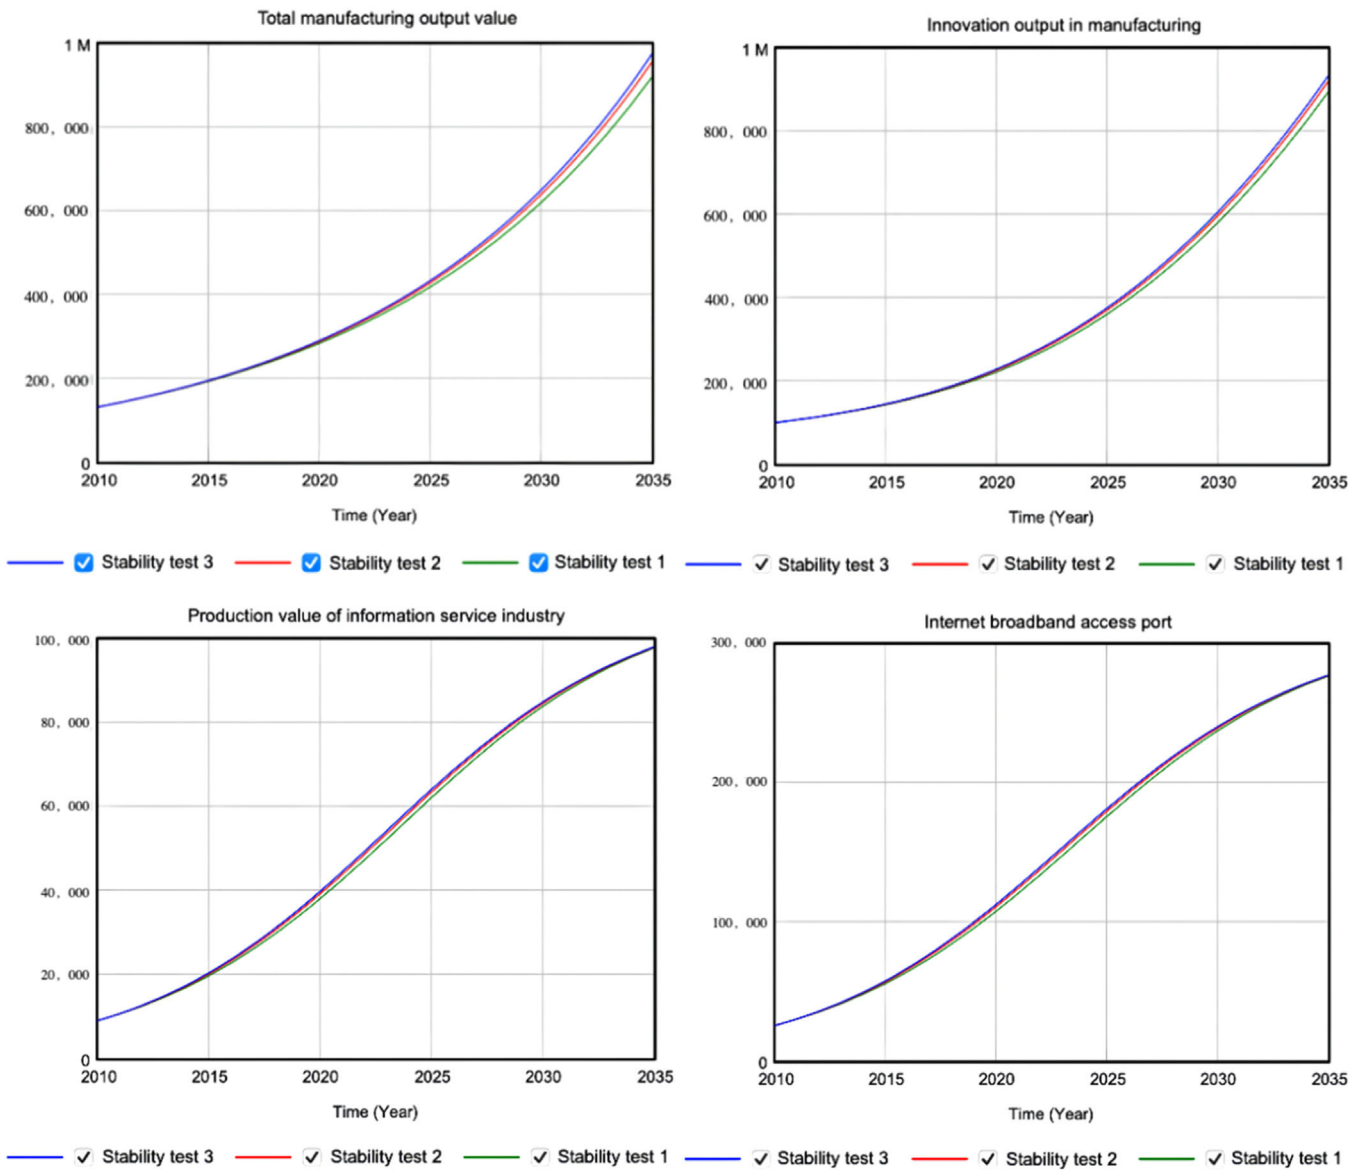 Total manufacturing output value
1 M
800, 000
600, 000
400, 000
200, 000
0
2010 2015 2020 2025 2030 2035
Time (Year)
Stability test 3 Stability test 2 Stability test 1
Innovation output in manufacturing
1 M
800, 000
600, 000
400, 000
200, 000
0
2010 2015 2020 2025 2030 2035
Time (Year)
Stability test 3 Stability test 2 Stability test 1
Production value of information service industry
100, 000
80, 000
60, 000
40, 000
20, 000
0
2010 2015 2020 2025 2030 2035
Time (Year)
Stability test 3 Stability test 2 Stability test 1
Internet broadband access port
300, 000
200, 000
100, 000
0
2010 2015 2020 2025 2030 2035
Time (Year)
Stability test 3 Stability test 2 Stability test 1